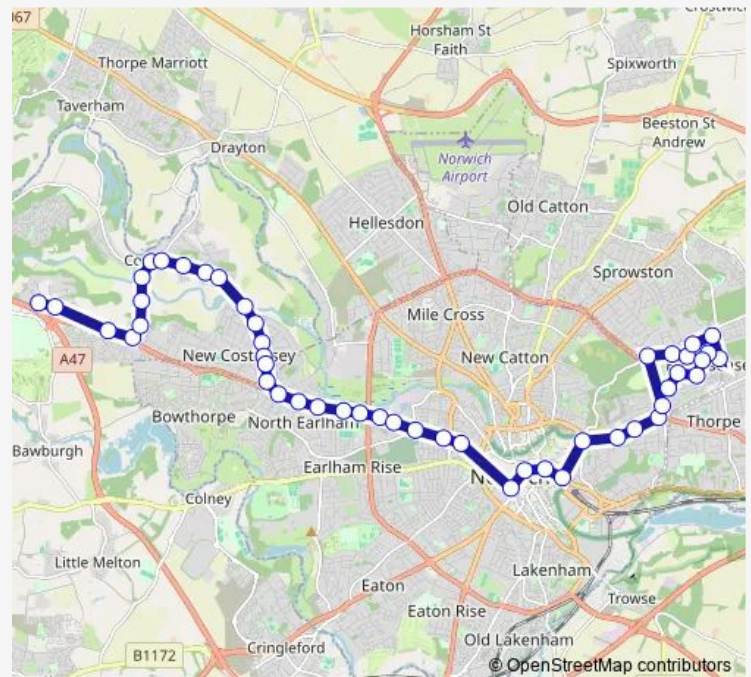 Horsham St
Faith
Thorpe Marriott
Spixworth
Taverham
Beeston St
Andrew
Drayton
Norwich
Airport
Old Catton
Hellesdon
Sprowston
Mile Cross
A47
New Costessey
New Catton
Bowthorpe
North Earlham
Thorpe
Bawburgh
Earlham Rise
Colney
Little Melton
Lakenham
Eaton
Trowse
Eaton Rise
Old Lakenham
B1172
Cringleford
© OpenStreetMap contributors